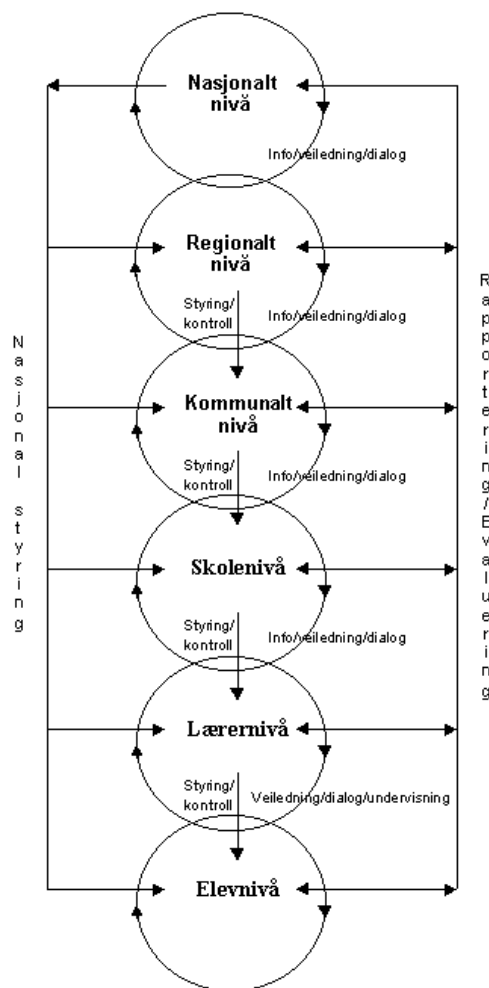 Nasjonalt
nivå
Info/veiledning/dialog
Regionalt
nivå
Styring/
kontroll
Info/veiledning/dialog
Nasjonal styring
Rapportering/Evaluering
Kommunalt
nivå
Styring/
kontroll
Info/veiledning/dialog
Skolenivå
Styring/
kontroll
Info/veiledning/dialog
Lærernivå
Styring/
kontroll
Veiledning/dialog/undervisning
Elevnivå